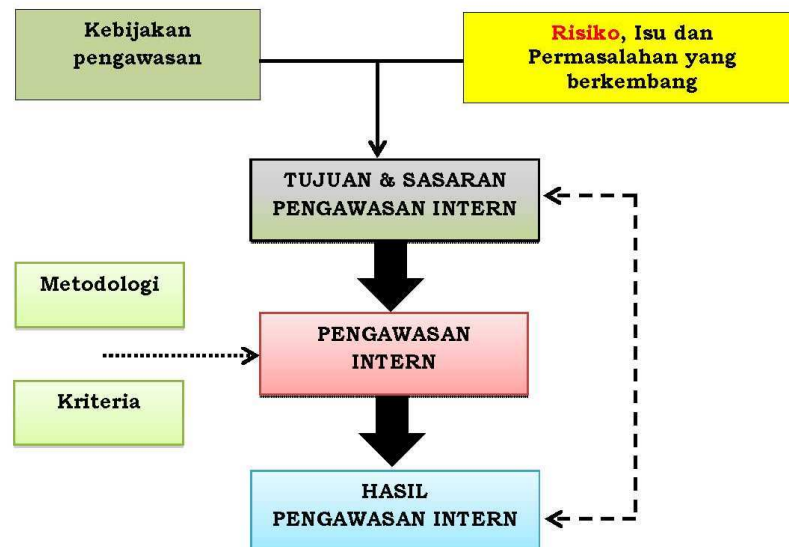 Kebijakan
pengawasan
Risiko, Isu dan
Permasalahan yang
berkembang
TUJUAN & SASARAN
PENGAWASAN INTERN
Metodologi
PENGAWASAN
INTERN
Kriteria
HASIL
PENGAWASAN INTERN